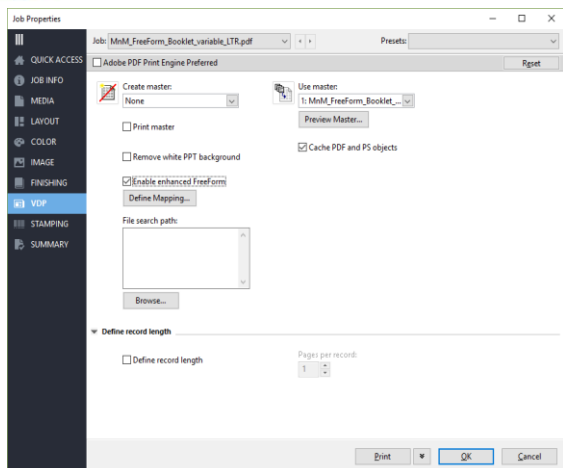 Job Properties
Job: MnM_FreeForm_Booklet_variable_LTR.pdf Presets:
QUICK ACCESS
JOB INFO
MEDIA
LAYOUT
COLOR
IMAGE
FINISHING
VDP
STAMPING
SUMMARY
Adobe PDF Print Engine Preferred Reset
Create master:
None
Print master
Remove white PPT background
Enable enhanced FreeForm
Define Mapping...
File search path:
Browse...
Use master:
1: MnM_FreeForm_Booklet_...
Preview Master...
Cache PDF and PS objects
Define record length
Define record length
Pages per record:
1
Print OK Cancel